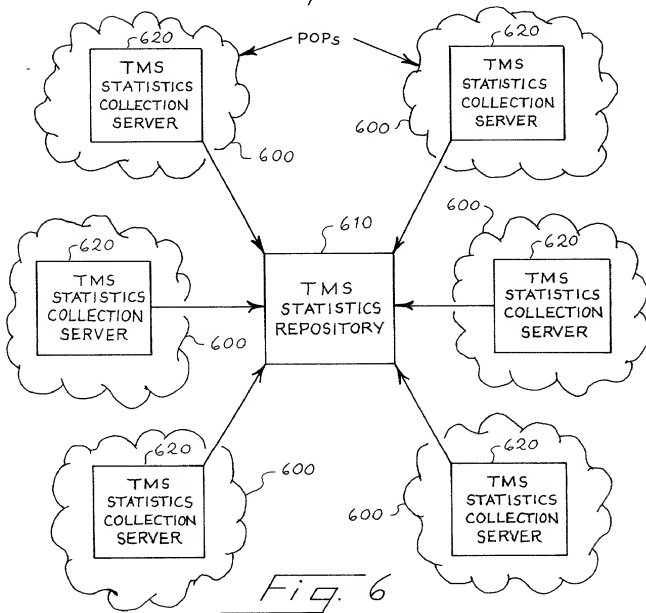 POPs
620
TMS
STATISTICS
COLLECTION
SERVER
600
620
TMS
STATISTICS
COLLECTION
SERVER
600
620
TMS
STATISTICS
COLLECTION
SERVER
600
610
TMS
STATISTICS
REPOSITORY
600
620
TMS
STATISTICS
COLLECTION
SERVER
620
TMS
STATISTICS
COLLECTION
SERVER
600
620
TMS
STATISTICS
COLLECTION
SERVER
600
Fig. 6